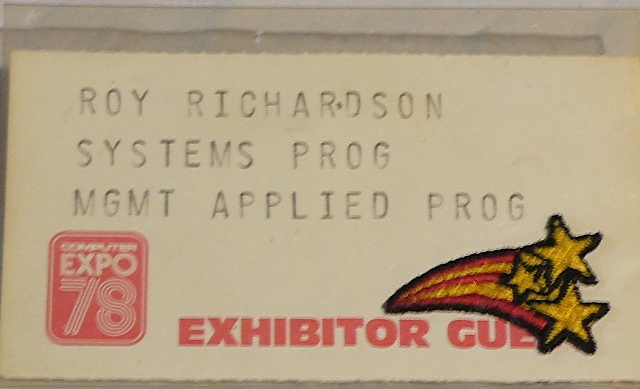 ROY RICHARDSON
SYSTEMS PROG
MGMT APPLIED PROG
COMPUTER
EXPO
78
EXHIBITOR